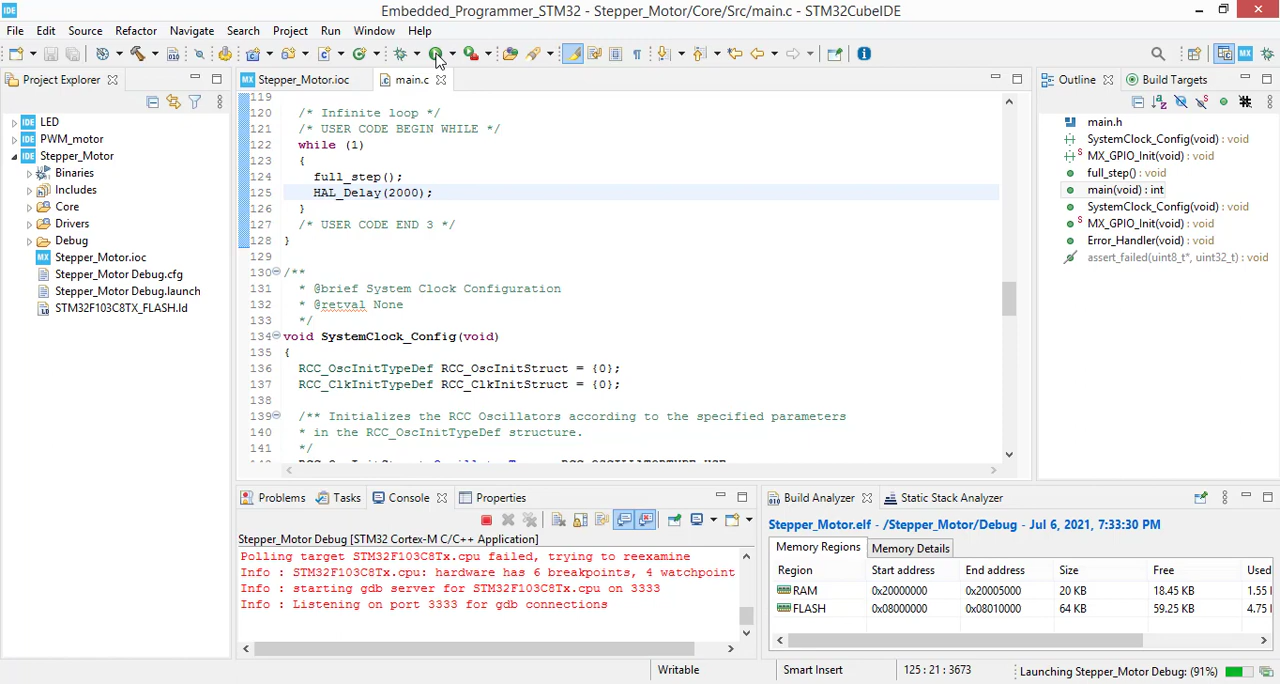 Embedded_Programmer_STM32 - Stepper_Motor/Core/Src/main.c - STM32CubeIDE
File Edit Source Refactor Navigate Search Project Run Window Help
Project Explorer
LED
PWM_motor
Stepper_Motor
Binaries
Includes
Core
Drivers
Debug
Stepper_Motor.ioc
Stepper_Motor Debug.cfg
Stepper_Motor Debug.launch
STM32F103C8TX_FLASH.ld
Stepper_Motor.ioc main.c
119
120 /* Infinite loop */
121 /* USER CODE BEGIN WHILE */
122 while (1)
123 {
124 full_step();
125 HAL_Delay(2000);
126 }
127 /* USER CODE END 3 */
128 }
129
130 /**
131 * @brief System Clock Configuration
132 * @retval None
133 */
134 void SystemClock_Config(void)
135 {
136 RCC_OscInitTypeDef RCC_OscInitStruct = {0};
137 RCC_ClkInitTypeDef RCC_ClkInitStruct = {0};
138
139 /** Initializes the RCC Oscillators according to the specified parameters
140 * in the RCC_OscInitTypeDef structure.
141 */
Outline Build Targets
main.h
SystemClock_Config(void) : void
MX_GPIO_Init(void) : void
full_step() : void
main(void) : int
SystemClock_Config(void) : void
MX_GPIO_Init(void) : void
Error_Handler(void) : void
assert_failed(uint8_t*, uint32_t) : void
Problems Tasks Console Properties
Stepper_Motor Debug [STM32 Cortex-M C/C++ Application]
Polling target STM32F103C8Tx.cpu failed, trying to reexamine
Info : STM32F103C8Tx.cpu: hardware has 6 breakpoints, 4 watchpoint
Info : starting gdb server for STM32F103C8Tx.cpu on 3333
Info : Listening on port 3333 for gdb connections
Build Analyzer Static Stack Analyzer
Stepper_Motor.elf - /Stepper_Motor/Debug - Jul 6, 2021, 7:33:30 PM
Memory Regions Memory Details
Region Start address End address Size Free Used
RAM 0x20000000 0x20005000 20 KB 18.45 KB 1.55
FLASH 0x08000000 0x08010000 64 KB 59.25 KB 4.75
Writable Smart Insert 125 : 21 : 3673 Launching Stepper_Motor Debug: (91%)